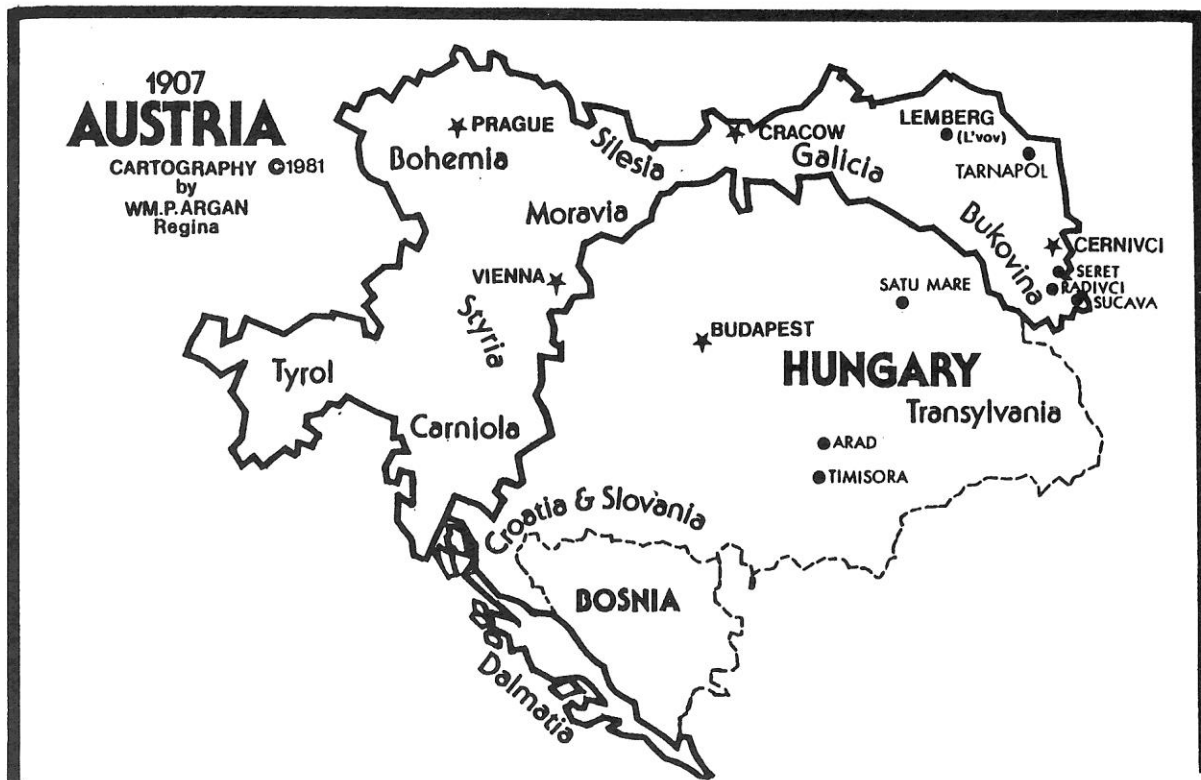 1907
AUSTRIA
CARTOGRAPHY ©1981
by
WM.P.ARGAN
Regina
PRAGUE
Bohemia
Silesia
CRACOW
Galicia
LEMBERG
(L'vov)
TARNAPOL
Moravia
Bukovina
CERNIVCI
SERET
RADIVCI
SUCAVA
VIENNA
Styria
SATU MARE
BUDAPEST
HUNGARY
Transylvania
Tyrol
Carniola
ARAD
TIMISORA
Croatia & Slovania
BOSNIA
Dalmatia